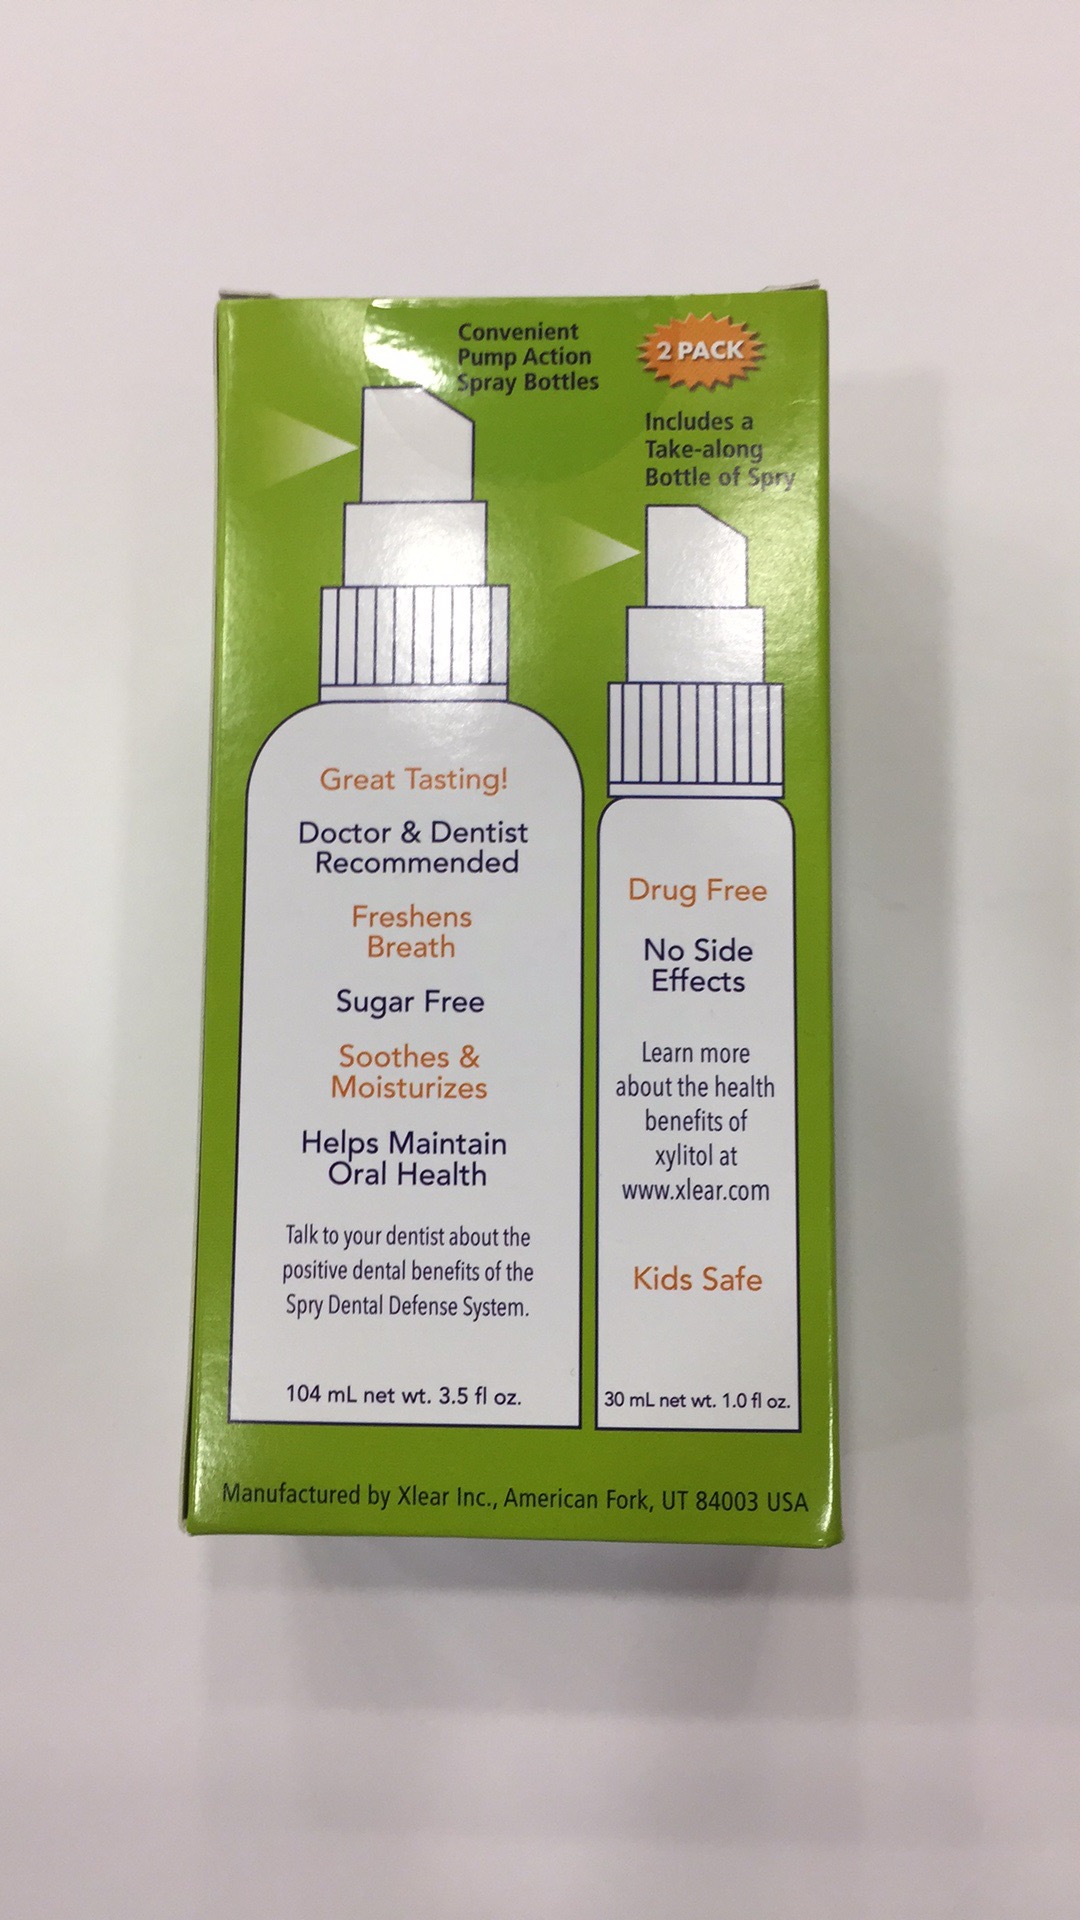 Convenient
Pump Action
Spray Bottles
2 PACK
Includes a
Take-along
Bottle of Spry
Great Tasting!
Doctor & Dentist
Recommended
Freshens
Breath
Sugar Free
Soothes &
Moisturizes
Helps Maintain
Oral Health
Talk to your dentist about the
positive dental benefits of the
Spry Dental Defense System.
104 mL net wt. 3.5 fl oz.
Drug Free
No Side
Effects
Learn more
about the health
benefits of
xylitol at
www.xlear.com
Kids Safe
30 mL net wt. 1.0 fl oz.
Manufactured by Xlear Inc., American Fork, UT 84003 USA